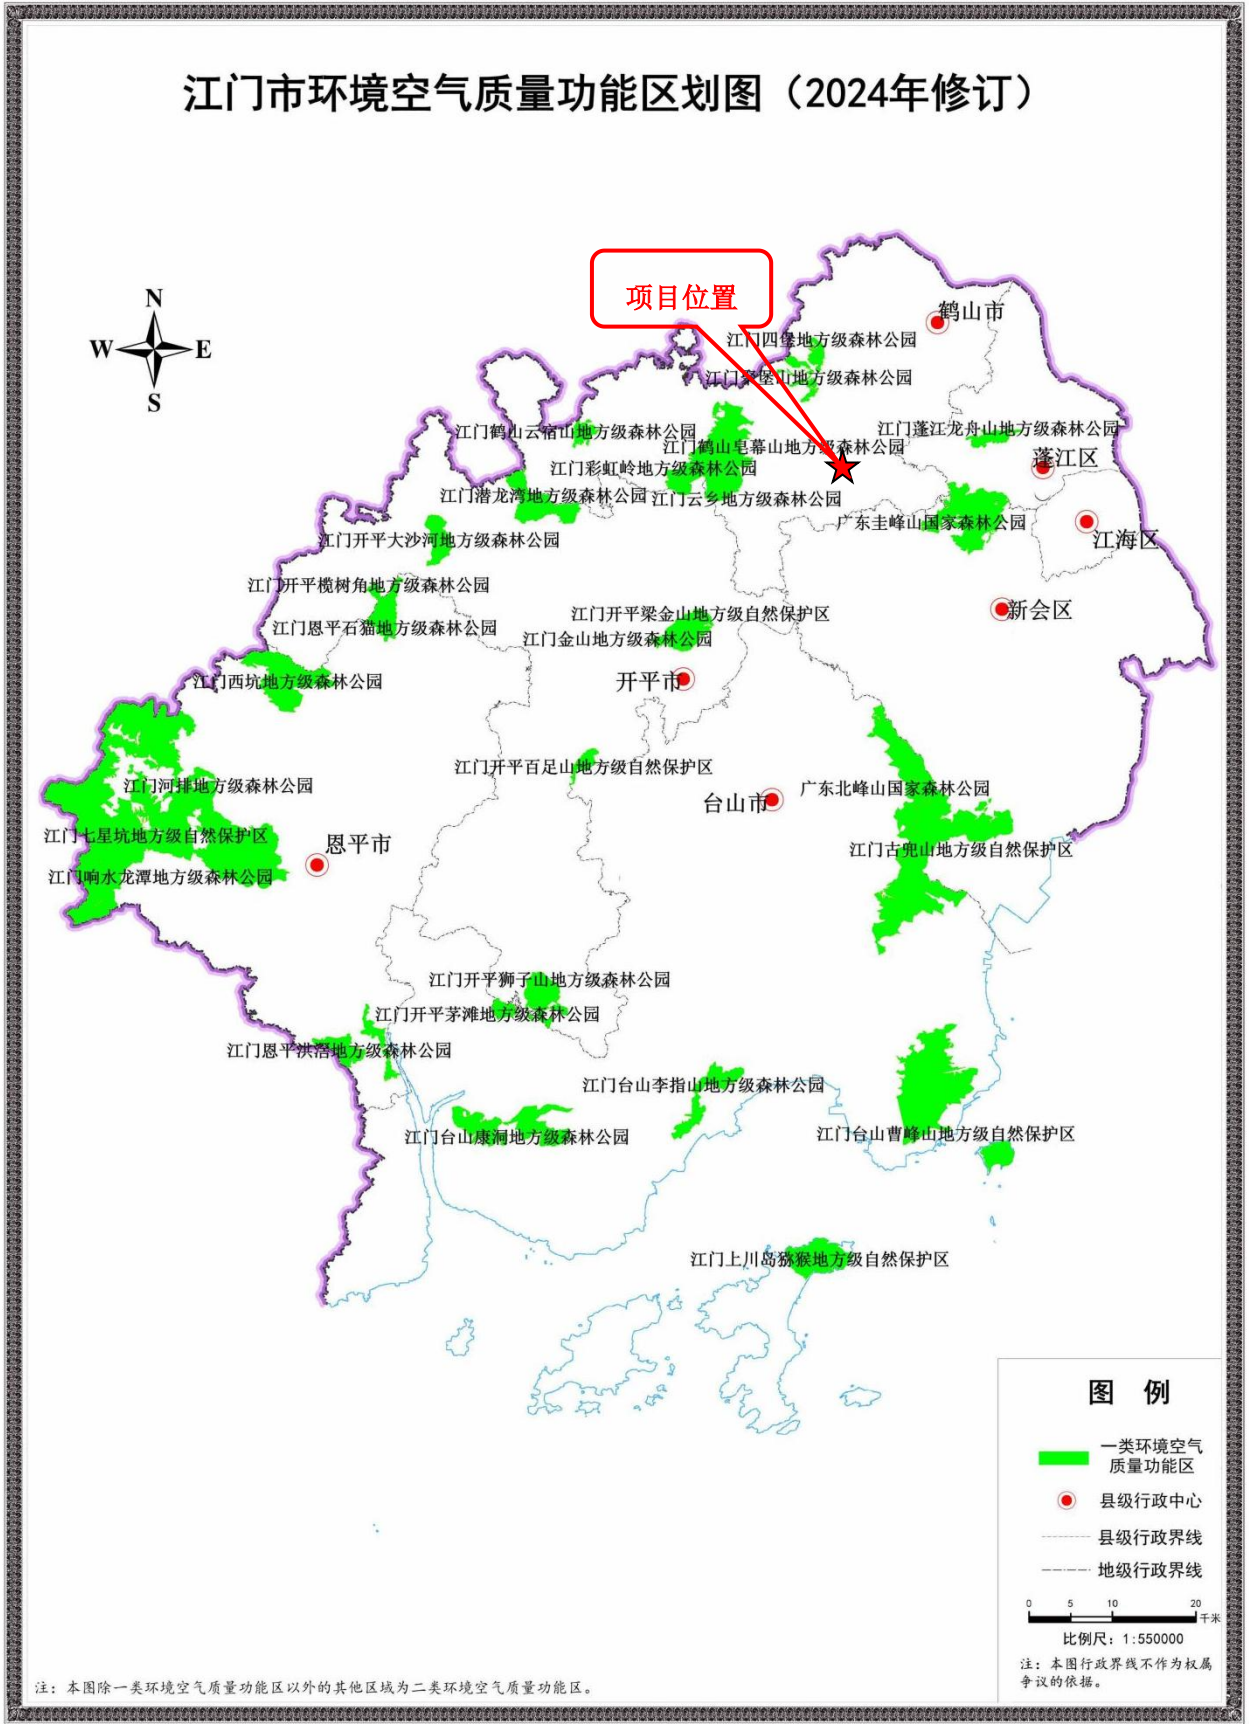 江门市环境空气质量功能区划图（2024年修订）
项目位置
N
W
E
S
鹤山市
江门四堡地方级森林公园
江门豪堡山地方级森林公园
江门鹤山云宿山地方级森林公园
江门蓬江龙舟山地方级森林公园
江门鹤山皂幕山地方级森林公园
蓬江区
江门彩虹岭地方级森林公园
江门潜龙湾地方级森林公园
江门云乡地方级森林公园
广东圭峰山国家森林公园
江海区
江门开平大沙河地方级森林公园
江门开平榄树角地方级森林公园
新会区
江门开平梁金山地方级自然保护区
江门恩平石猫地方级森林公园
江门金山地方级森林公园
江门西坑地方级森林公园
开平市
江门开平百足山地方级自然保护区
江门河排地方级森林公园
广东北峰山国家森林公园
台山市
江门七星坑地方级自然保护区
恩平市
江门古兜山地方级自然保护区
江门响水龙潭地方级森林公园
江门开平狮子山地方级森林公园
江门开平茅滩地方级森林公园
江门恩平洪滘地方级森林公园
江门台山李指山地方级森林公园
江门台山康洞地方级森林公园
江门台山曹峰山地方级自然保护区
江门上川岛猕猴地方级自然保护区
图 例
一类环境空气
质量功能区
县级行政中心
县级行政界线
地级行政界线
0 5 10 20
千米
比例尺：1:550000
注：本图行政界线不作为权属
争议的依据。
注：本图除一类环境空气质量功能区以外的其他区域为二类环境空气质量功能区。